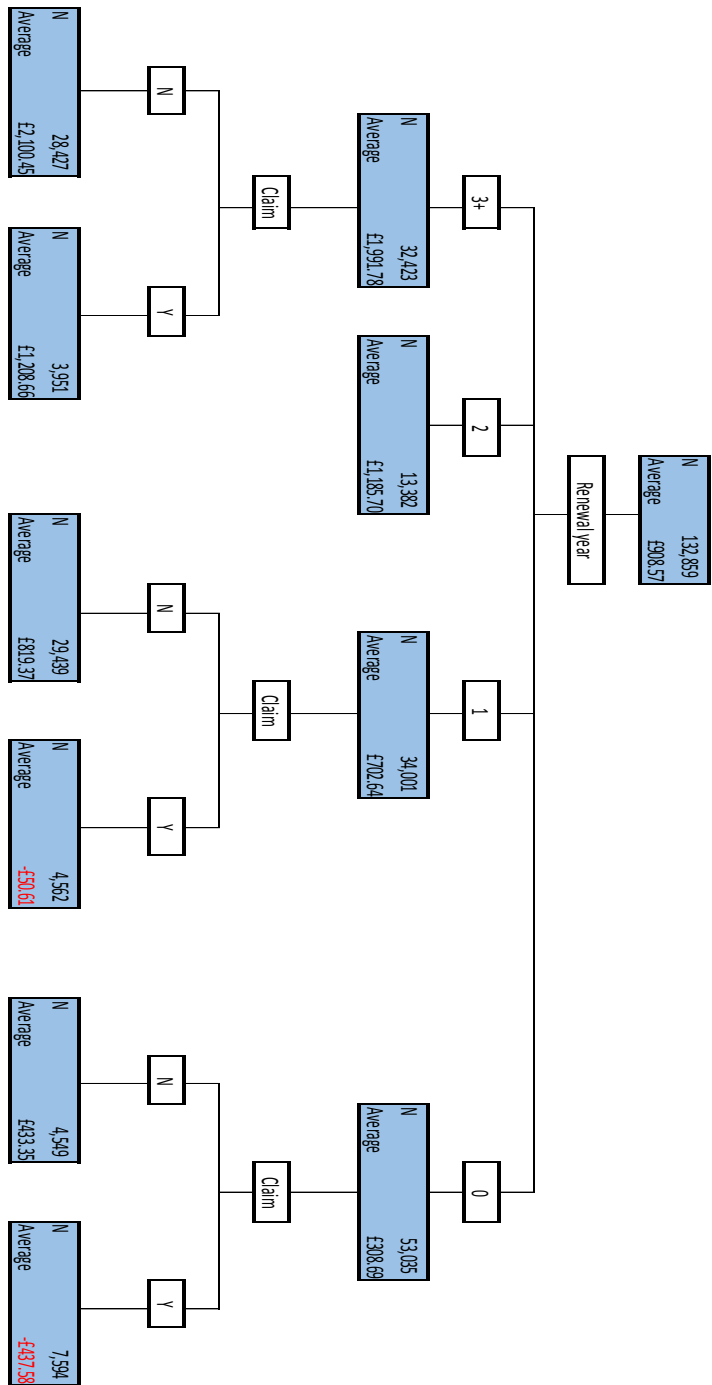 N 132,859
Average £908.57
Renewal year
3+
2
1
0
N 32,423
Average £1,991.78
N 13,382
Average £1,185.70
N 34,001
Average £702.64
N 53,035
Average £308.69
Claim
Claim
Claim
N
Y
N
Y
N
Y
N 28,427
Average £2,100.45
N 3,951
Average £1,208.66
N 29,439
Average £819.37
N 4,562
Average -£50.61
N 4,549
Average £433.35
N 7,594
Average -£437.58